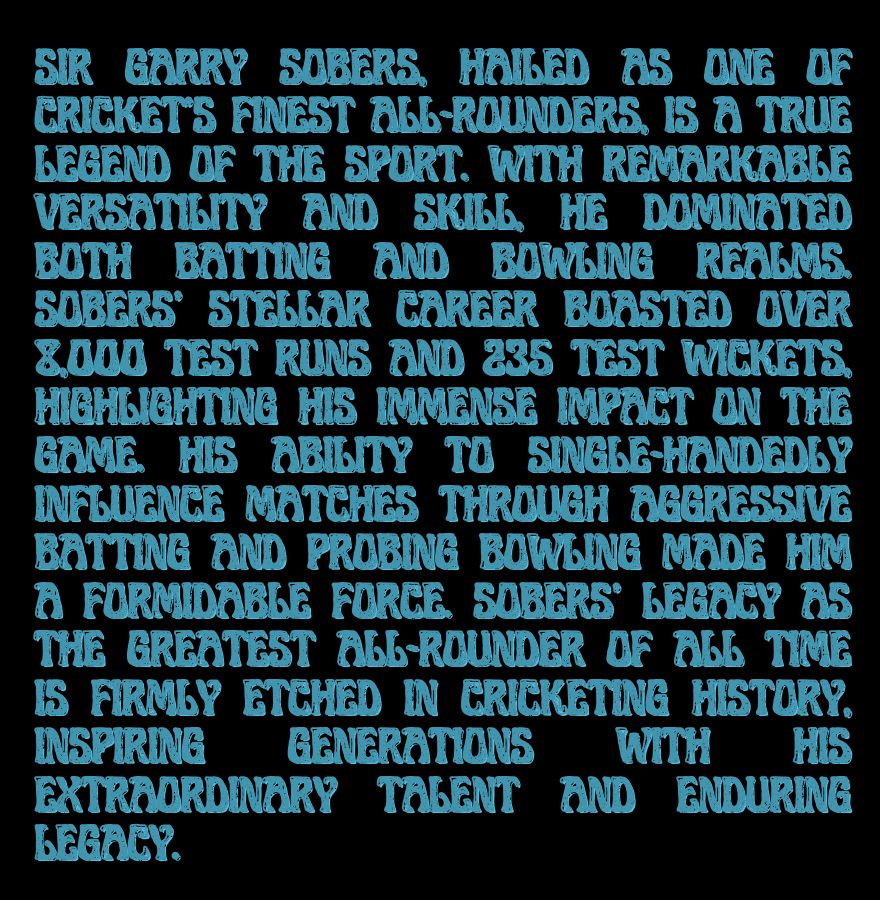 SIR GARRY SOBERS, HAILED AS ONE OF
CRICKET'S FINEST ALL-ROUNDERS, IS A TRUE
LEGEND OF THE SPORT. WITH REMARKABLE
VERSATILITY AND SKILL, HE DOMINATED
BOTH BATTING AND BOWLING REALMS.
SOBERS' STELLAR CAREER BOASTED OVER
8,000 TEST RUNS AND 235 TEST WICKETS,
HIGHLIGHTING HIS IMMENSE IMPACT ON THE
GAME. HIS ABILITY TO SINGLE-HANDEDLY
INFLUENCE MATCHES THROUGH AGGRESSIVE
BATTING AND PROBING BOWLING MADE HIM
A FORMIDABLE FORCE. SOBERS' LEGACY AS
THE GREATEST ALL-ROUNDER OF ALL TIME
IS FIRMLY ETCHED IN CRICKETING HISTORY,
INSPIRING GENERATIONS WITH HIS
EXTRAORDINARY TALENT AND ENDURING
LEGACY.